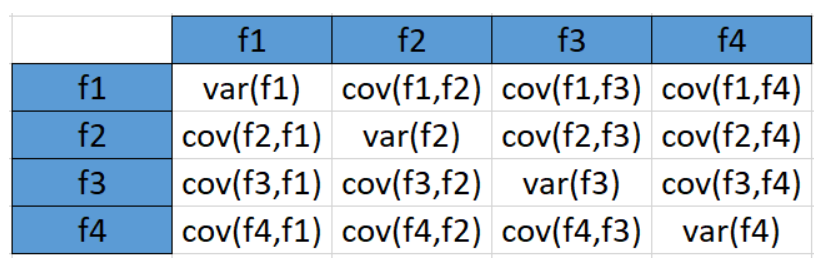 f1 f2 f3 f4
f1 var(f1) cov(f1,f2) cov(f1,f3) cov(f1,f4)
f2 cov(f2,f1) var(f2) cov(f2,f3) cov(f2,f4)
f3 cov(f3,f1) cov(f3,f2) var(f3) cov(f3,f4)
f4 cov(f4,f1) cov(f4,f2) cov(f4,f3) var(f4)